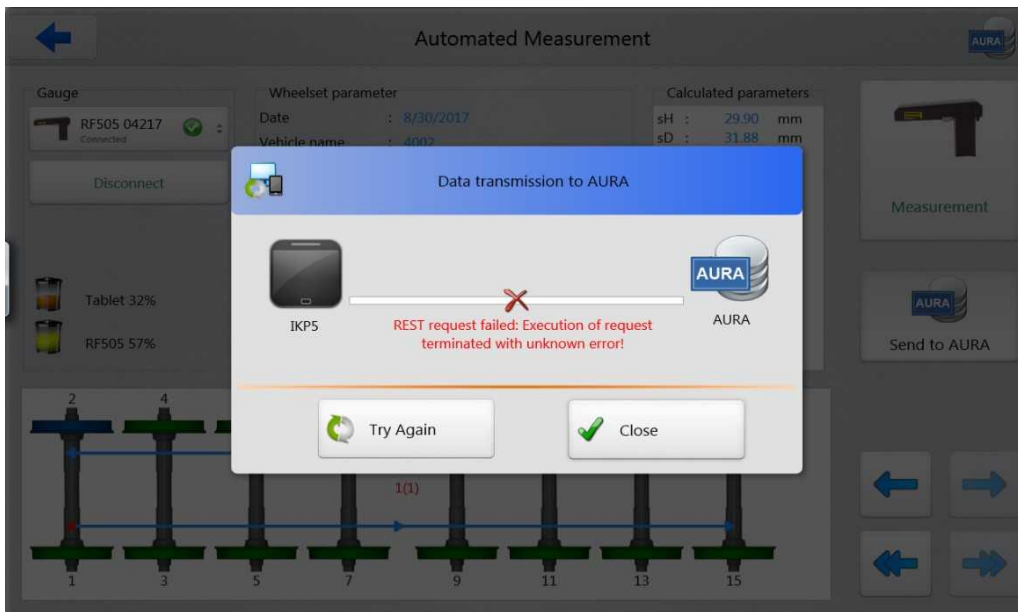 Automated Measurement
AURA
Gauge
RF505 04217
Connected
Disconnect
Tablet 32%
RF505 57%
Wheelset parameter
Date : 8/30/2017
Vehicle name : 4002
Calculated parameters
sH : 29.90 mm
sD : 31.88 mm
Measurement
AURA
Send to AURA
Data transmission to AURA
IKP5
AURA
AURA
REST request failed: Execution of request
terminated with unknown error!
Try Again
Close
2 4
1(1)
1 3 5 7 9 11 13 15